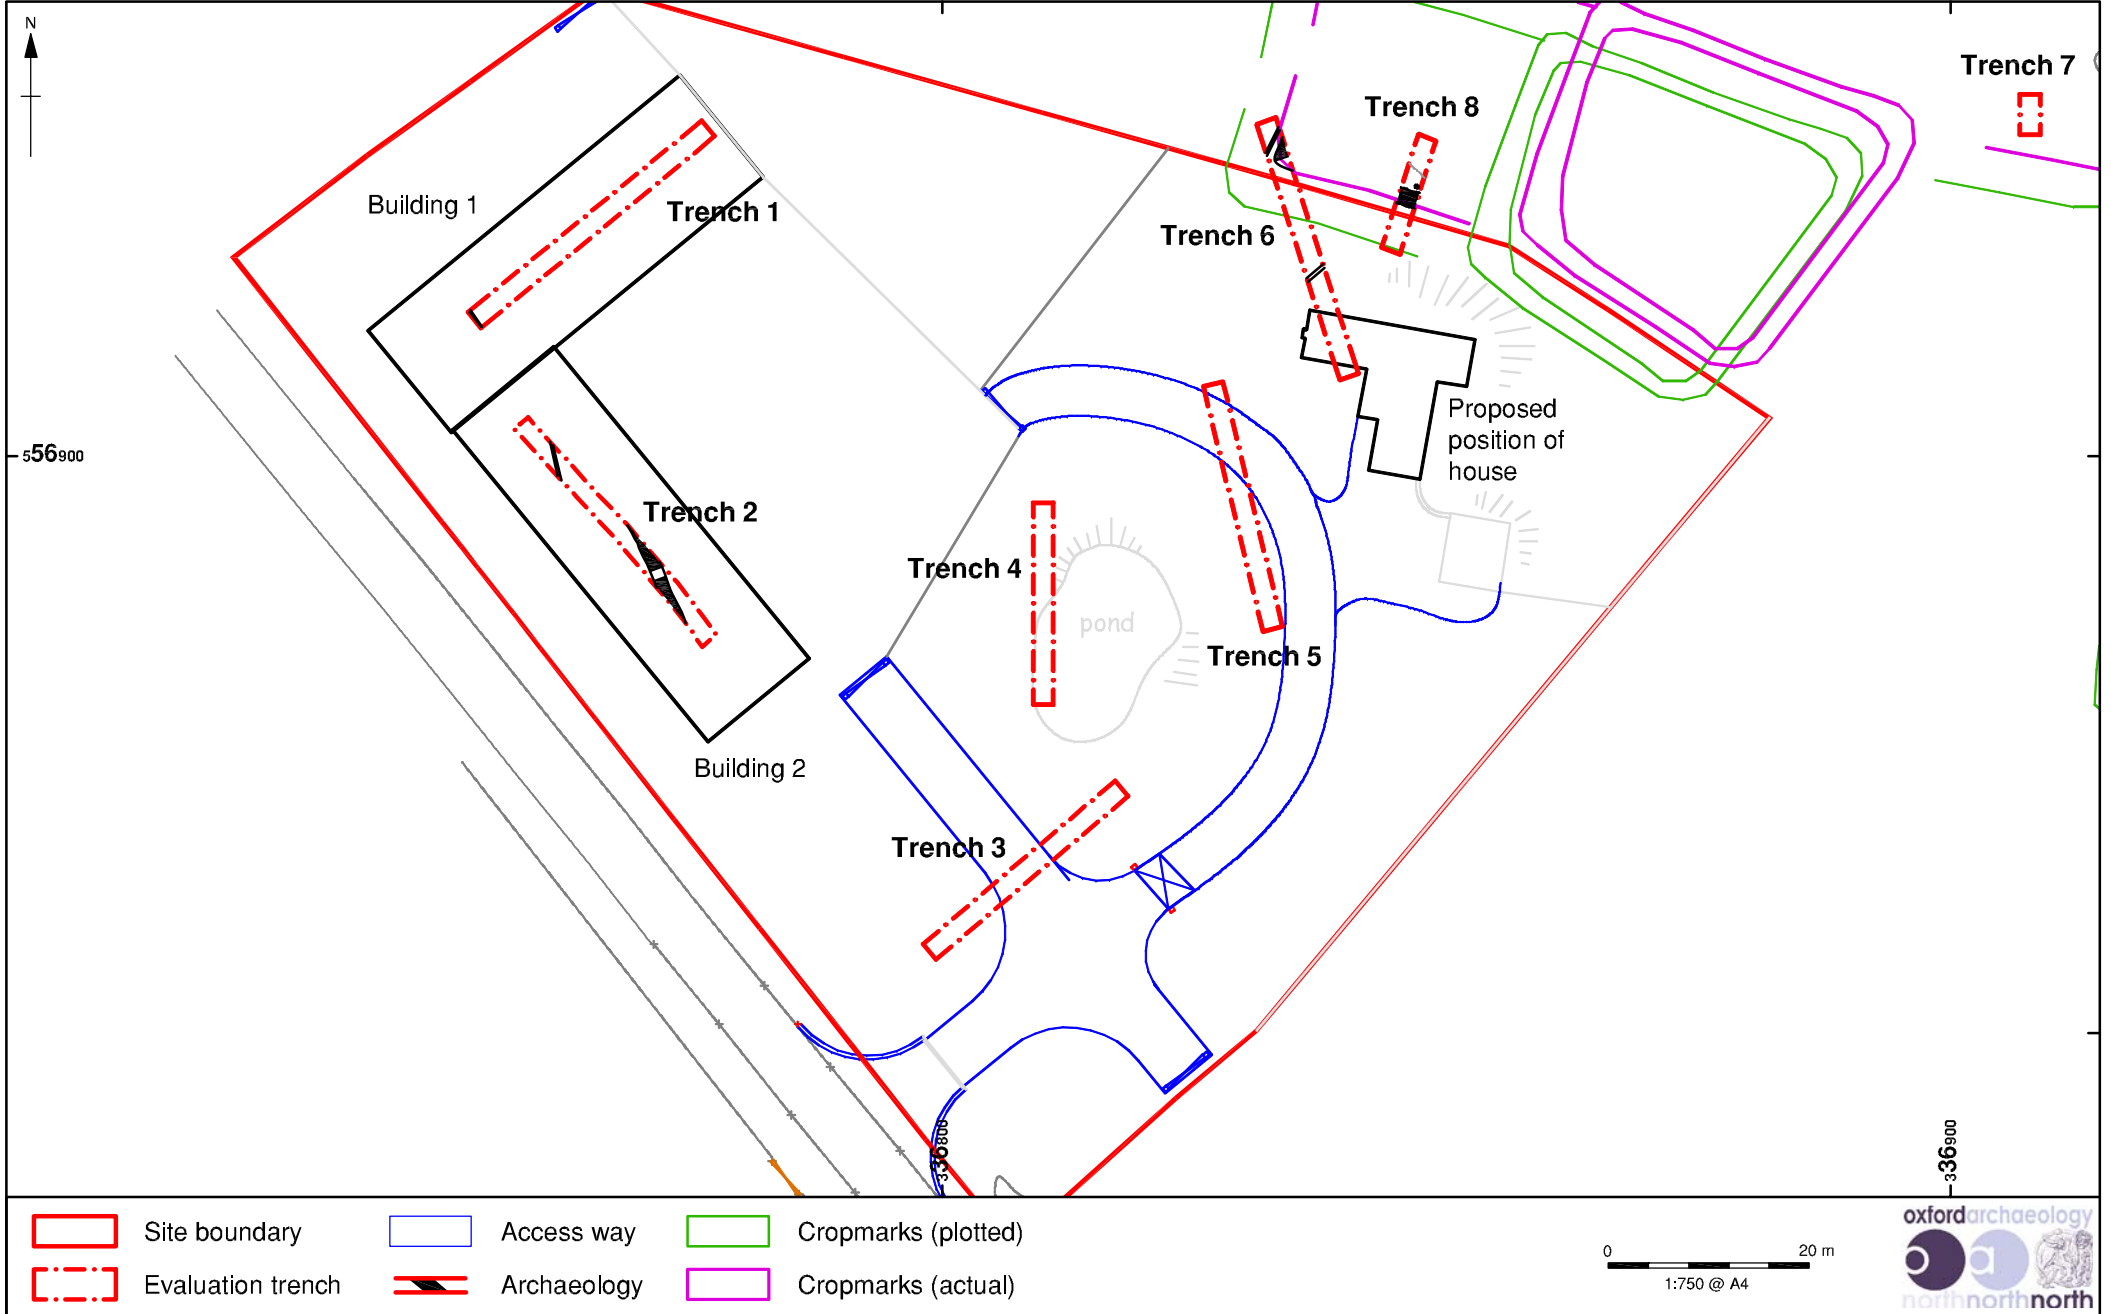 N
Trench 7
Trench 8
Building 1
Trench 1
Trench 6
Proposed
position of
house
556900
Trench 2
Trench 4
pond
Trench 5
Building 2
Trench 3
336800
336900
Site boundary
Access way
Cropmarks (plotted)
Evaluation trench
Archaeology
Cropmarks (actual)
0 20 m
1:750 @ A4
oxfordarchaeology
o a
northnorthnorth